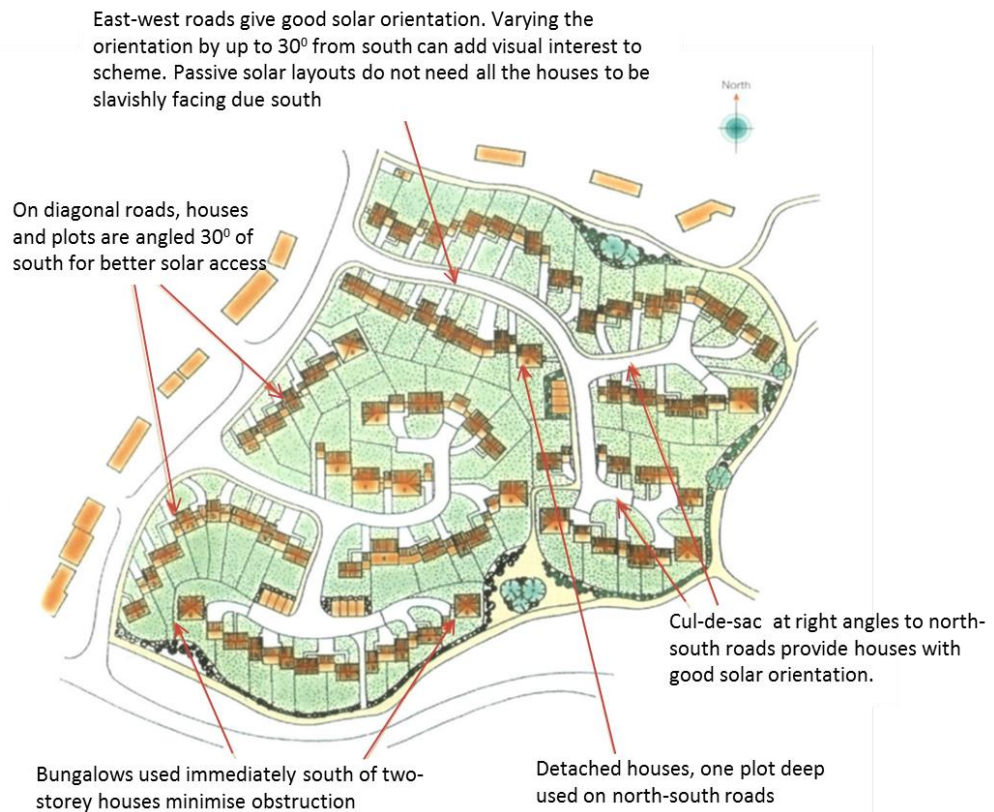 East-west roads give good solar orientation. Varying the
orientation by up to 30⁰ from south can add visual interest to
scheme. Passive solar layouts do not need all the houses to be
slavishly facing due south
North
On diagonal roads, houses
and plots are angled 30⁰ of
south for better solar access
Cul-de-sac at right angles to north-
south roads provide houses with
good solar orientation.
Bungalows used immediately south of two-
storey houses minimise obstruction
Detached houses, one plot deep
used on north-south roads